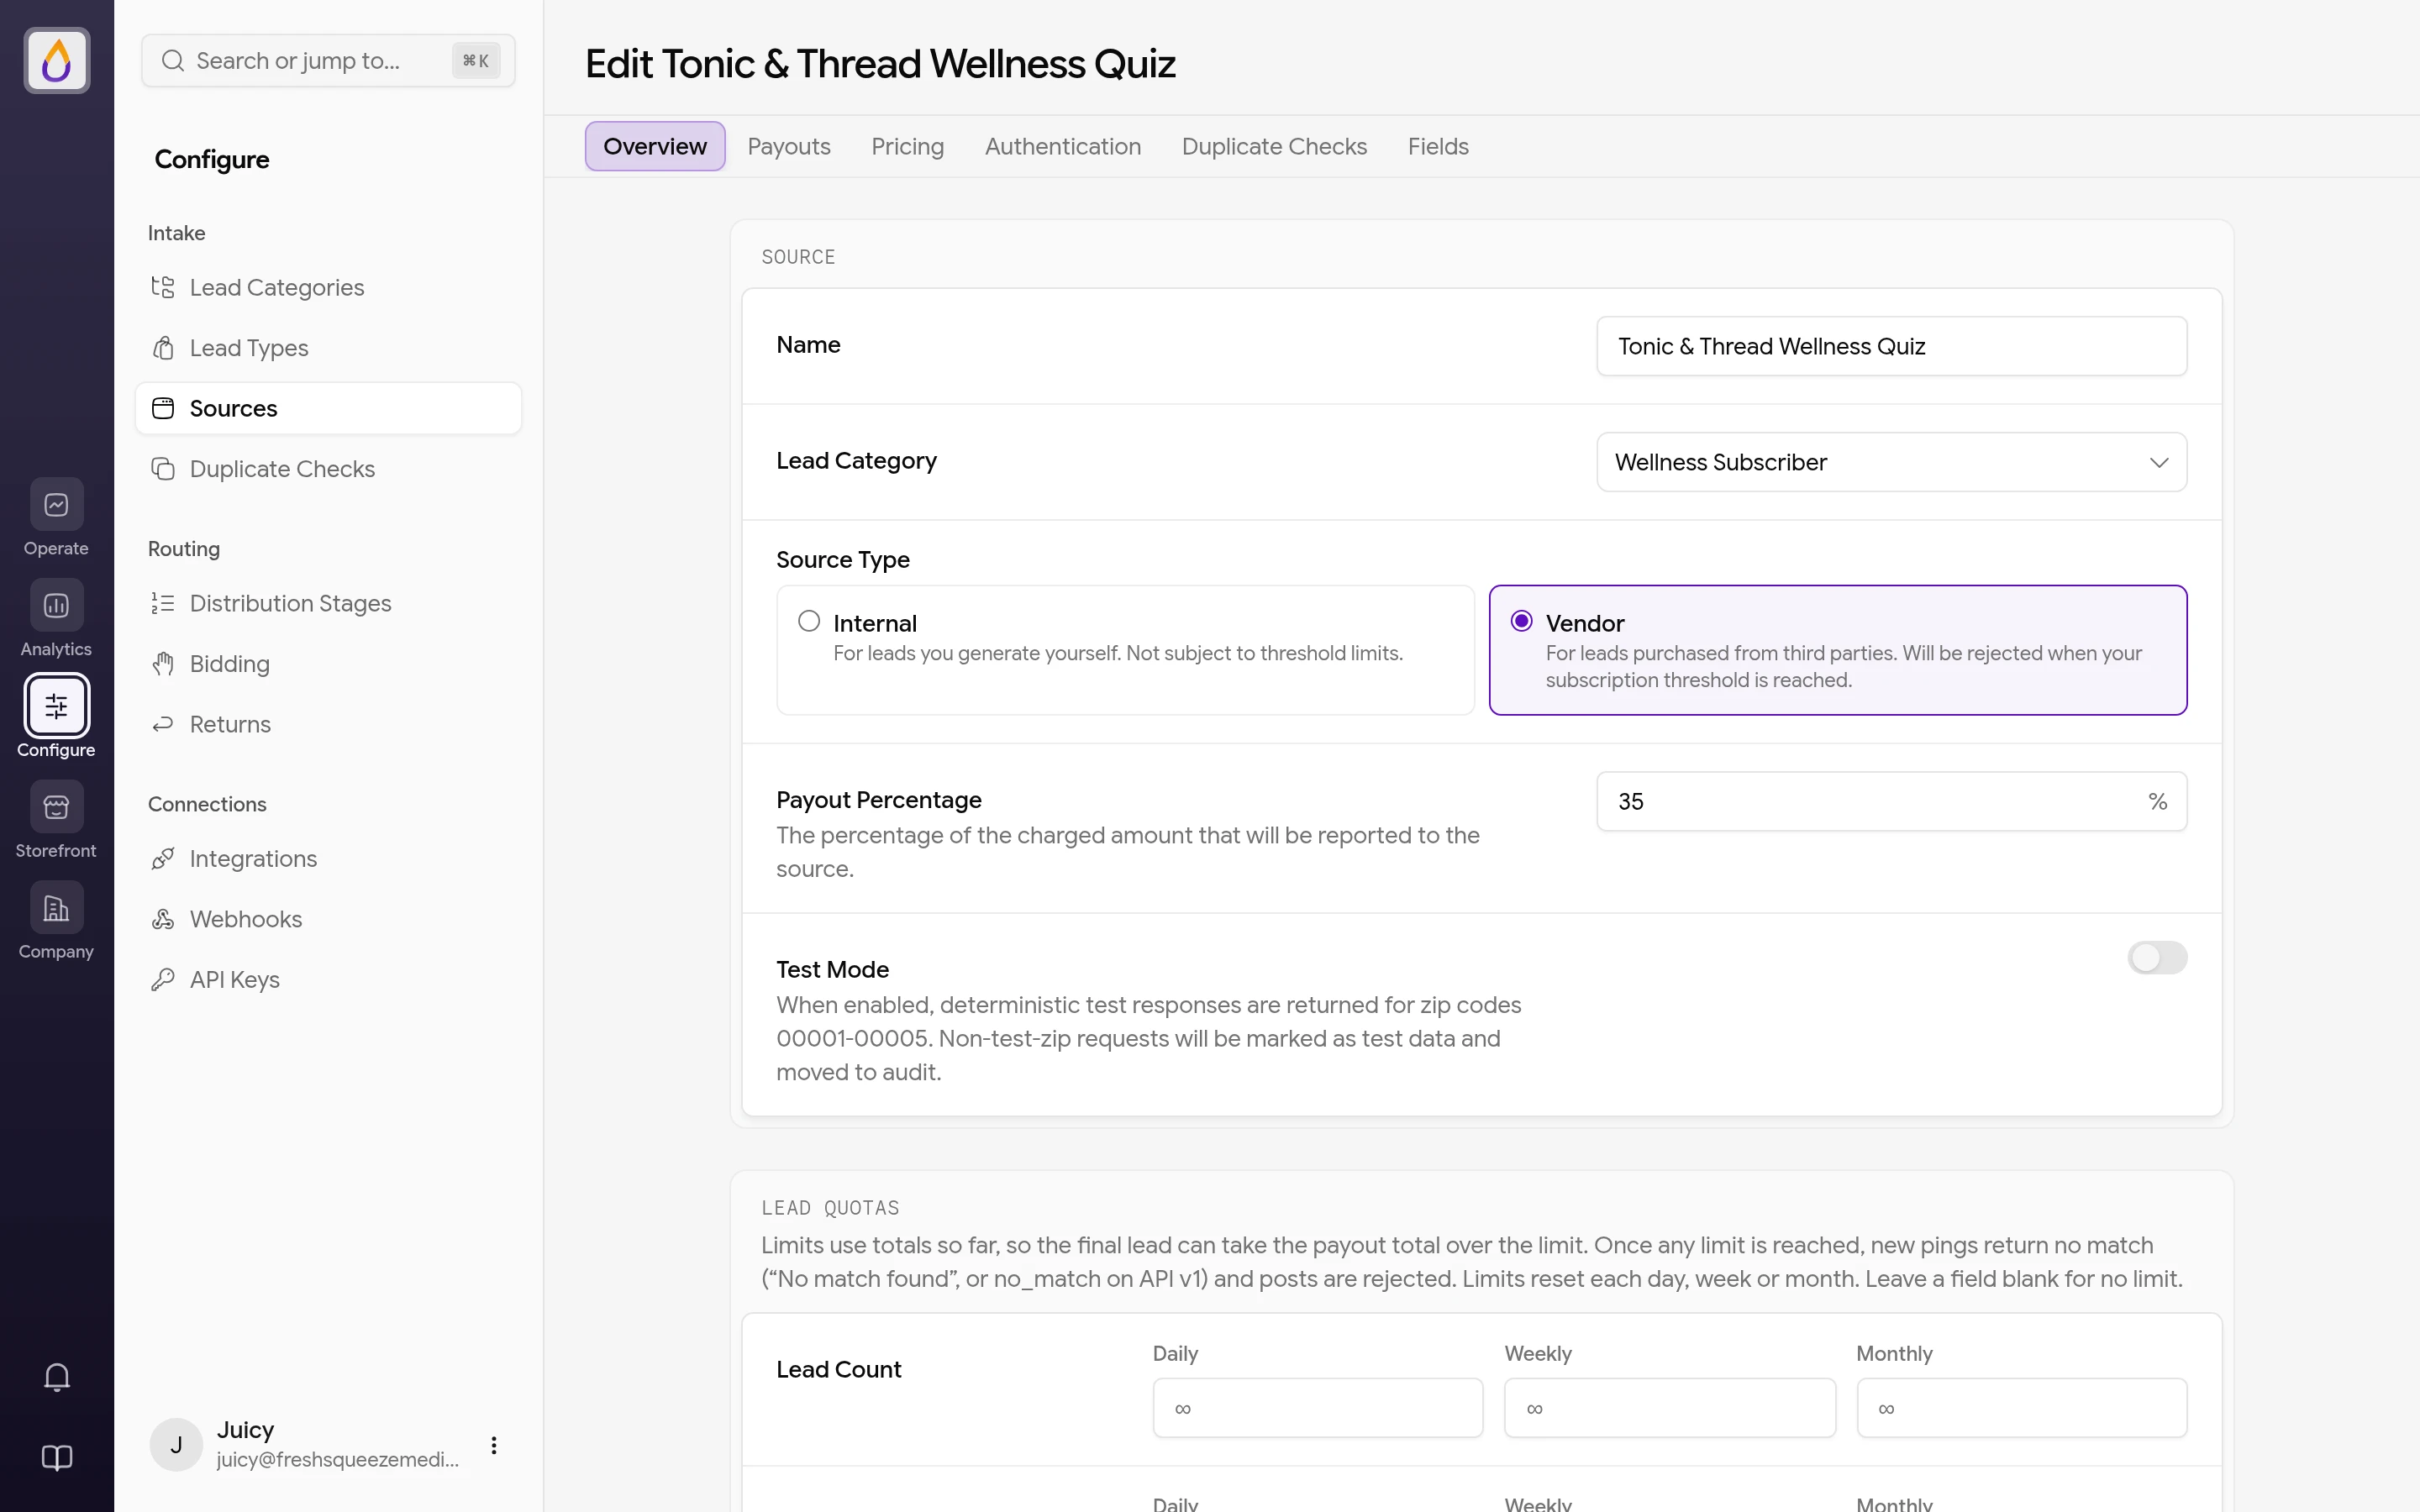 Search or jump to...
⌘ K
Configure
Intake
Lead Categories
Lead Types
Sources
Duplicate Checks
Routing
Distribution Stages
Bidding
Returns
Connections
Integrations
Webhooks
API Keys
Operate
Analytics
Configure
Storefront
Company
J
Juicy
juicy@freshsqueezemedi...
Edit Tonic & Thread Wellness Quiz
Overview
Payouts
Pricing
Authentication
Duplicate Checks
Fields
SOURCE
Name
Tonic & Thread Wellness Quiz
Lead Category
Wellness Subscriber
Source Type
Internal
For leads you generate yourself. Not subject to threshold limits.
Vendor
For leads purchased from third parties. Will be rejected when your
subscription threshold is reached.
Payout Percentage
The percentage of the charged amount that will be reported to the
source.
35
%
Test Mode
When enabled, deterministic test responses are returned for zip codes
00001-00005. Non-test-zip requests will be marked as test data and
moved to audit.
LEAD QUOTAS
Limits use totals so far, so the final lead can take the payout total over the limit. Once any limit is reached, new pings return no match
(“No match found”, or no_match on API v1) and posts are rejected. Limits reset each day, week or month. Leave a field blank for no limit.
Lead Count
Daily
Weekly
Monthly
∞
∞
∞
Daily
Weekly
Monthly